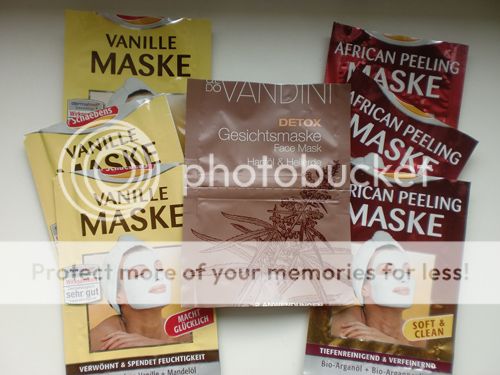 VANILLE
MASKE
Schaebens
VANILLE
MASKE
VANILLE
MASKE
sehr gut
MACHT
GLÜCKLICH
VERWÖHNT & SPENDET FEUCHTIGKEIT
Vanille + Mandelöl
VANDINI
DETOX
Gesichtsmaske
Face Mask
Hanföl & Heilerde
ANWENDUNGEN
AFRICAN PEELING
MASKE
AFRICAN PEELING
MASKE
AFRICAN PEELING
MASKE
SOFT &
CLEAN
TIEFENREINIGEND & VERFEINERND
Bio-Arganöl + Bio-Arganöl
photobucket
Protect more of your memories for less!